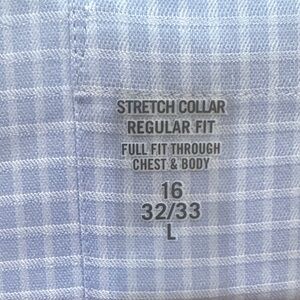 STRETCH COLLAR
REGULAR FIT
FULL FIT THROUGH
CHEST & BODY
16
32/33
L